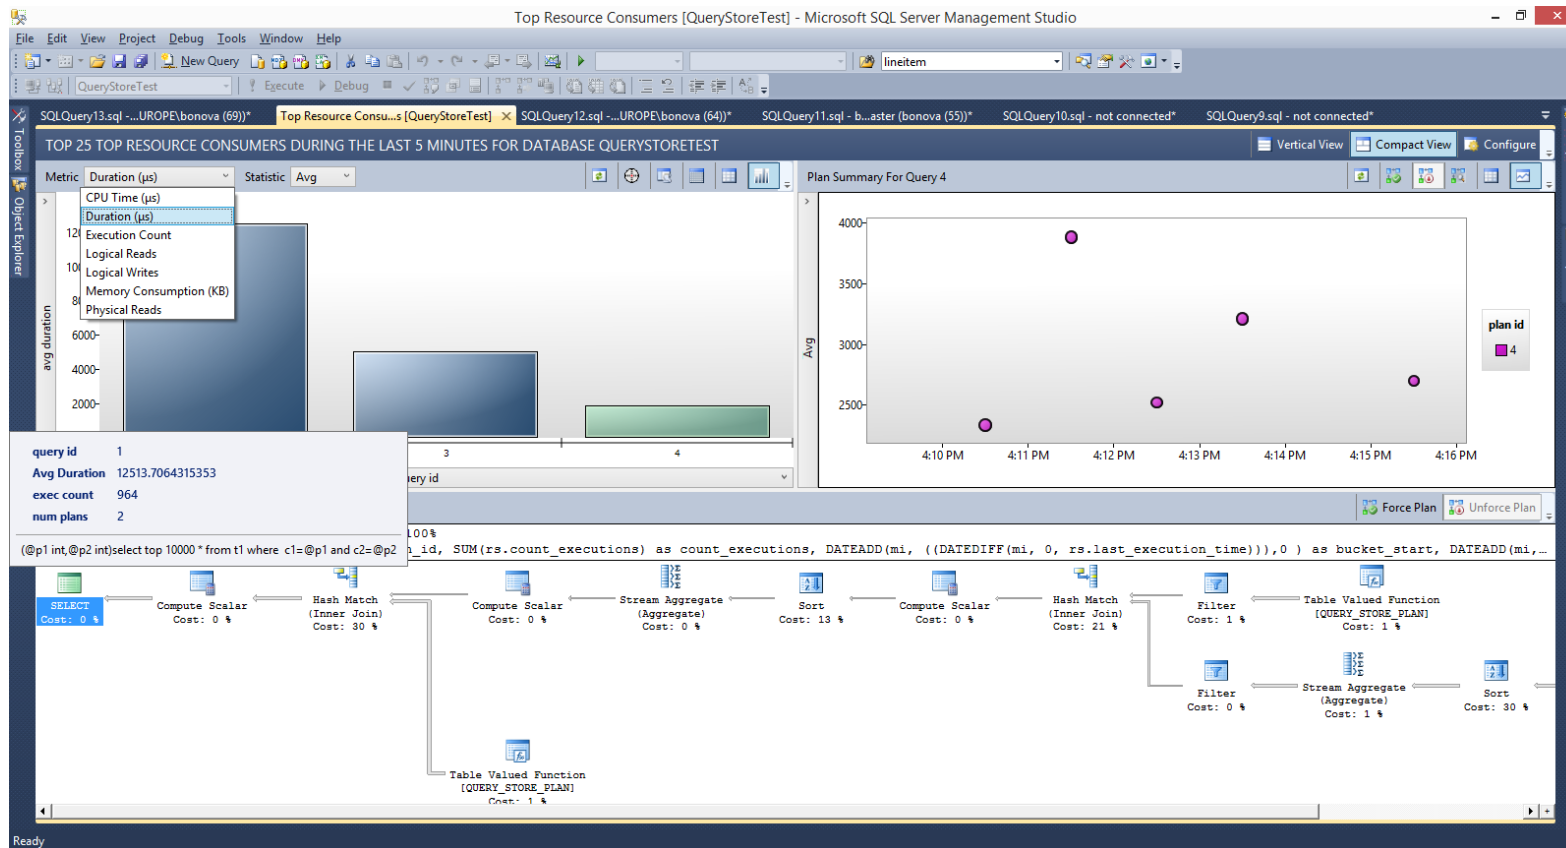 Top Resource Consumers [QueryStoreTest] - Microsoft SQL Server Management Studio
File Edit View Project Debug Tools Window Help
New Query lineitem
QueryStoreTest Execute Debug
SQLQuery13.sql -...UROPE\bonova (69))* Top Resource Consu...s [QueryStoreTest] SQLQuery12.sql -...UROPE\bonova (64))* SQLQuery11.sql - b...aster (bonova (55))* SQLQuery10.sql - not connected* SQLQuery9.sql - not connected*
Toolbox
Object Explorer
TOP 25 TOP RESOURCE CONSUMERS DURING THE LAST 5 MINUTES FOR DATABASE QUERYSTORETEST Vertical View Compact View Configure
Metric Duration (µs) Statistic Avg
CPU Time (µs)
Duration (µs)
Execution Count
Logical Reads
Logical Writes
Memory Consumption (KB)
Physical Reads
avg duration
6000
4000
2000
3 4
Plan Summary For Query 4
Avg
4000
3500
3000
2500
4:10 PM 4:11 PM 4:12 PM 4:13 PM 4:14 PM 4:15 PM 4:16 PM
plan id
4
query id 1
Avg Duration 12513.7064315353
exec count 964
num plans 2
(@p1 int,@p2 int)select top 10000 * from t1 where c1=@p1 and c2=@p2
Force Plan Unforce Plan
100%
_id, SUM(rs.count_executions) as count_executions, DATEADD(mi, ((DATEDIFF(mi, 0, rs.last_execution_time))),0 ) as bucket_start, DATEADD(mi,...
SELECT
Cost: 0 %
Compute Scalar
Cost: 0 %
Hash Match
(Inner Join)
Cost: 30 %
Compute Scalar
Cost: 0 %
Stream Aggregate
(Aggregate)
Cost: 0 %
Sort
Cost: 13 %
Compute Scalar
Cost: 0 %
Hash Match
(Inner Join)
Cost: 21 %
Filter
Cost: 1 %
Table Valued Function
[QUERY_STORE_PLAN]
Cost: 1 %
Filter
Cost: 0 %
Stream Aggregate
(Aggregate)
Cost: 1 %
Sort
Cost: 30 %
Table Valued Function
[QUERY_STORE_PLAN]
Cost: 1 %
Ready